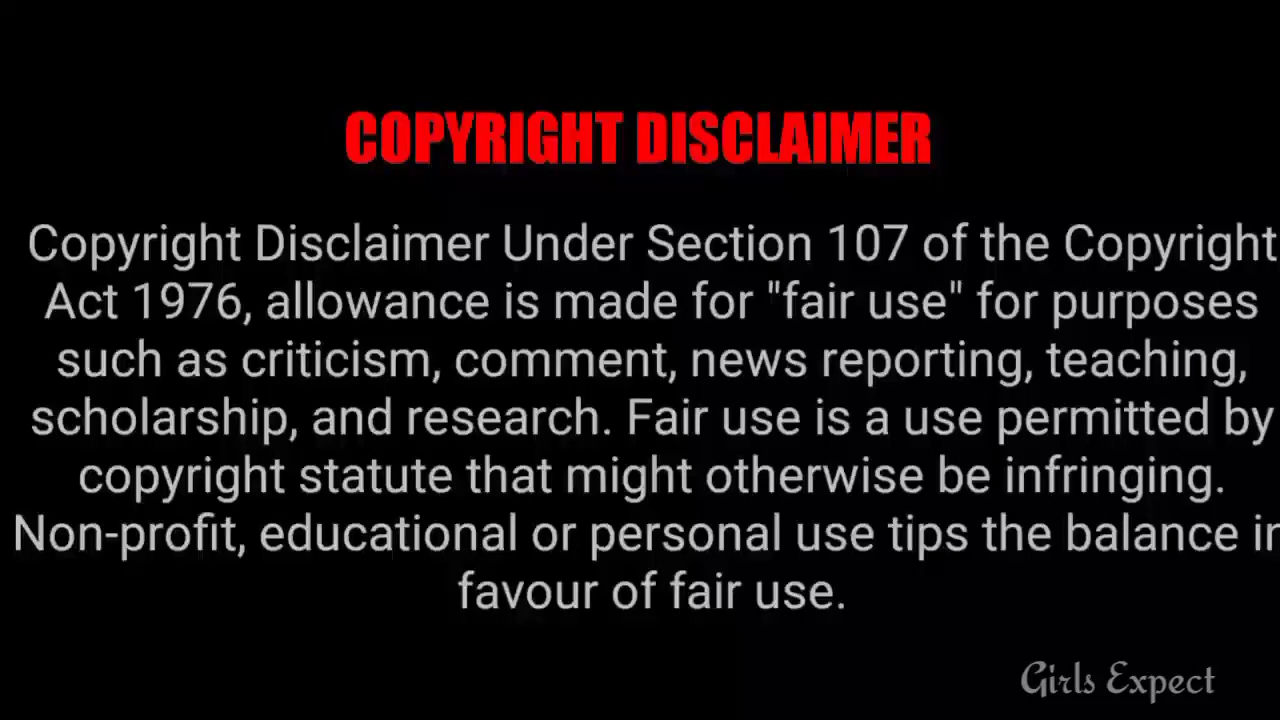 COPYRIGHT DISCLAIMER
Copyright Disclaimer Under Section 107 of the Copyright
Act 1976, allowance is made for "fair use" for purposes
such as criticism, comment, news reporting, teaching,
scholarship, and research. Fair use is a use permitted by
copyright statute that might otherwise be infringing.
Non-profit, educational or personal use tips the balance in
favour of fair use.
Girls Expect